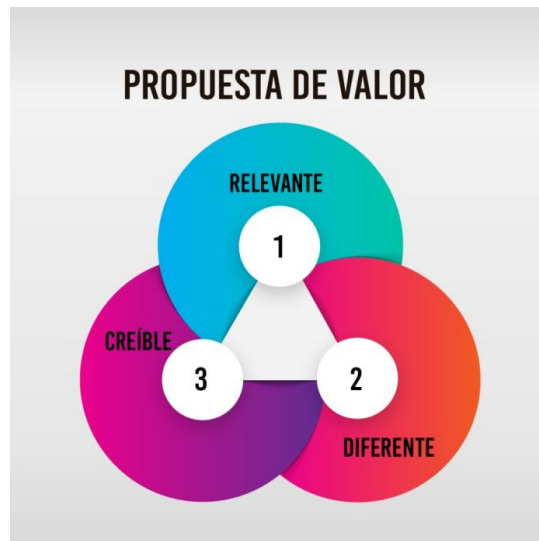 PROPUESTA DE VALOR
RELEVANTE
1
CREÍBLE
3
2
DIFERENTE